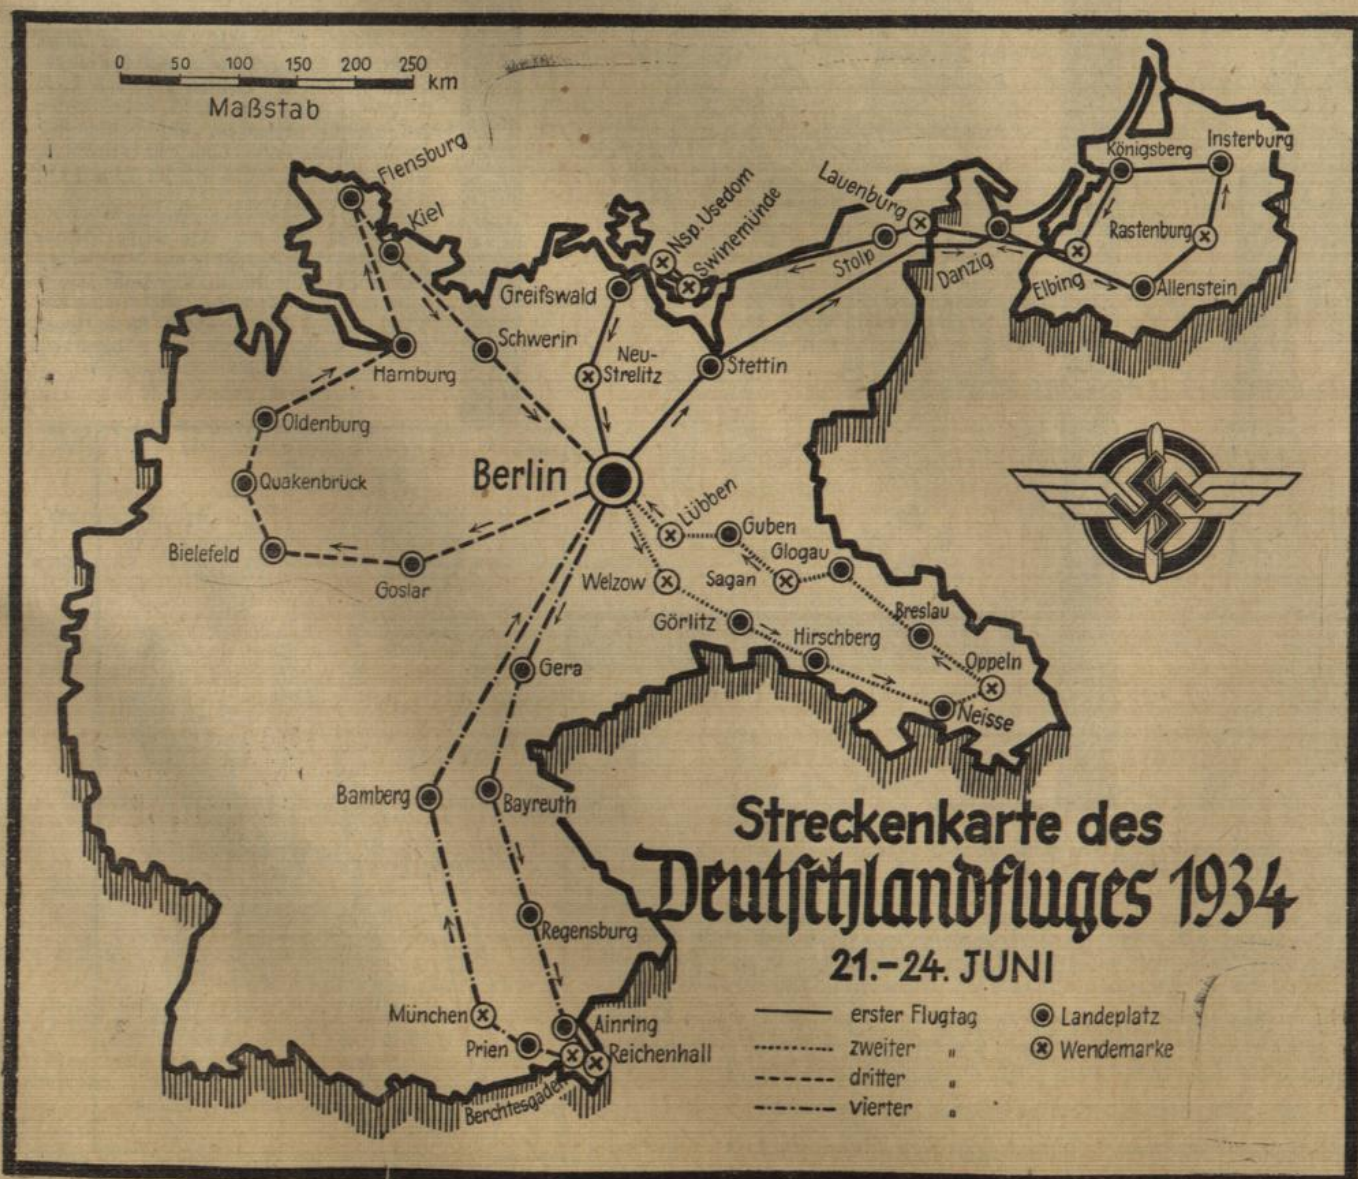 0 50 100 150 200 250 km
Maßstab
Flensburg
Kiel
Nsp. Usedom
Swinemünde
Lauenburg
Königsberg
Insterburg
Rastenburg
Stolp
Danzig
Elbing
Allenstein
Greifswald
Schwerin
Neu-
Strelitz
Stettin
Hamburg
Oldenburg
Quakenbrück
Berlin
Bielefeld
Goslar
Lübben
Guben
Glogau
Welzow
Sagan
Görlitz
Hirschberg
Breslau
Oppeln
Neisse
Gera
Bamberg
Bayreuth
Regensburg
München
Prien
Ainring
Reichenhall
Berchtesgaden
Streckenkarte des
Deutschlandfluges 1934
21.-24. JUNI
erster Flugtag
zweiter "
dritter "
vierter "
Landeplatz
Wendemarke